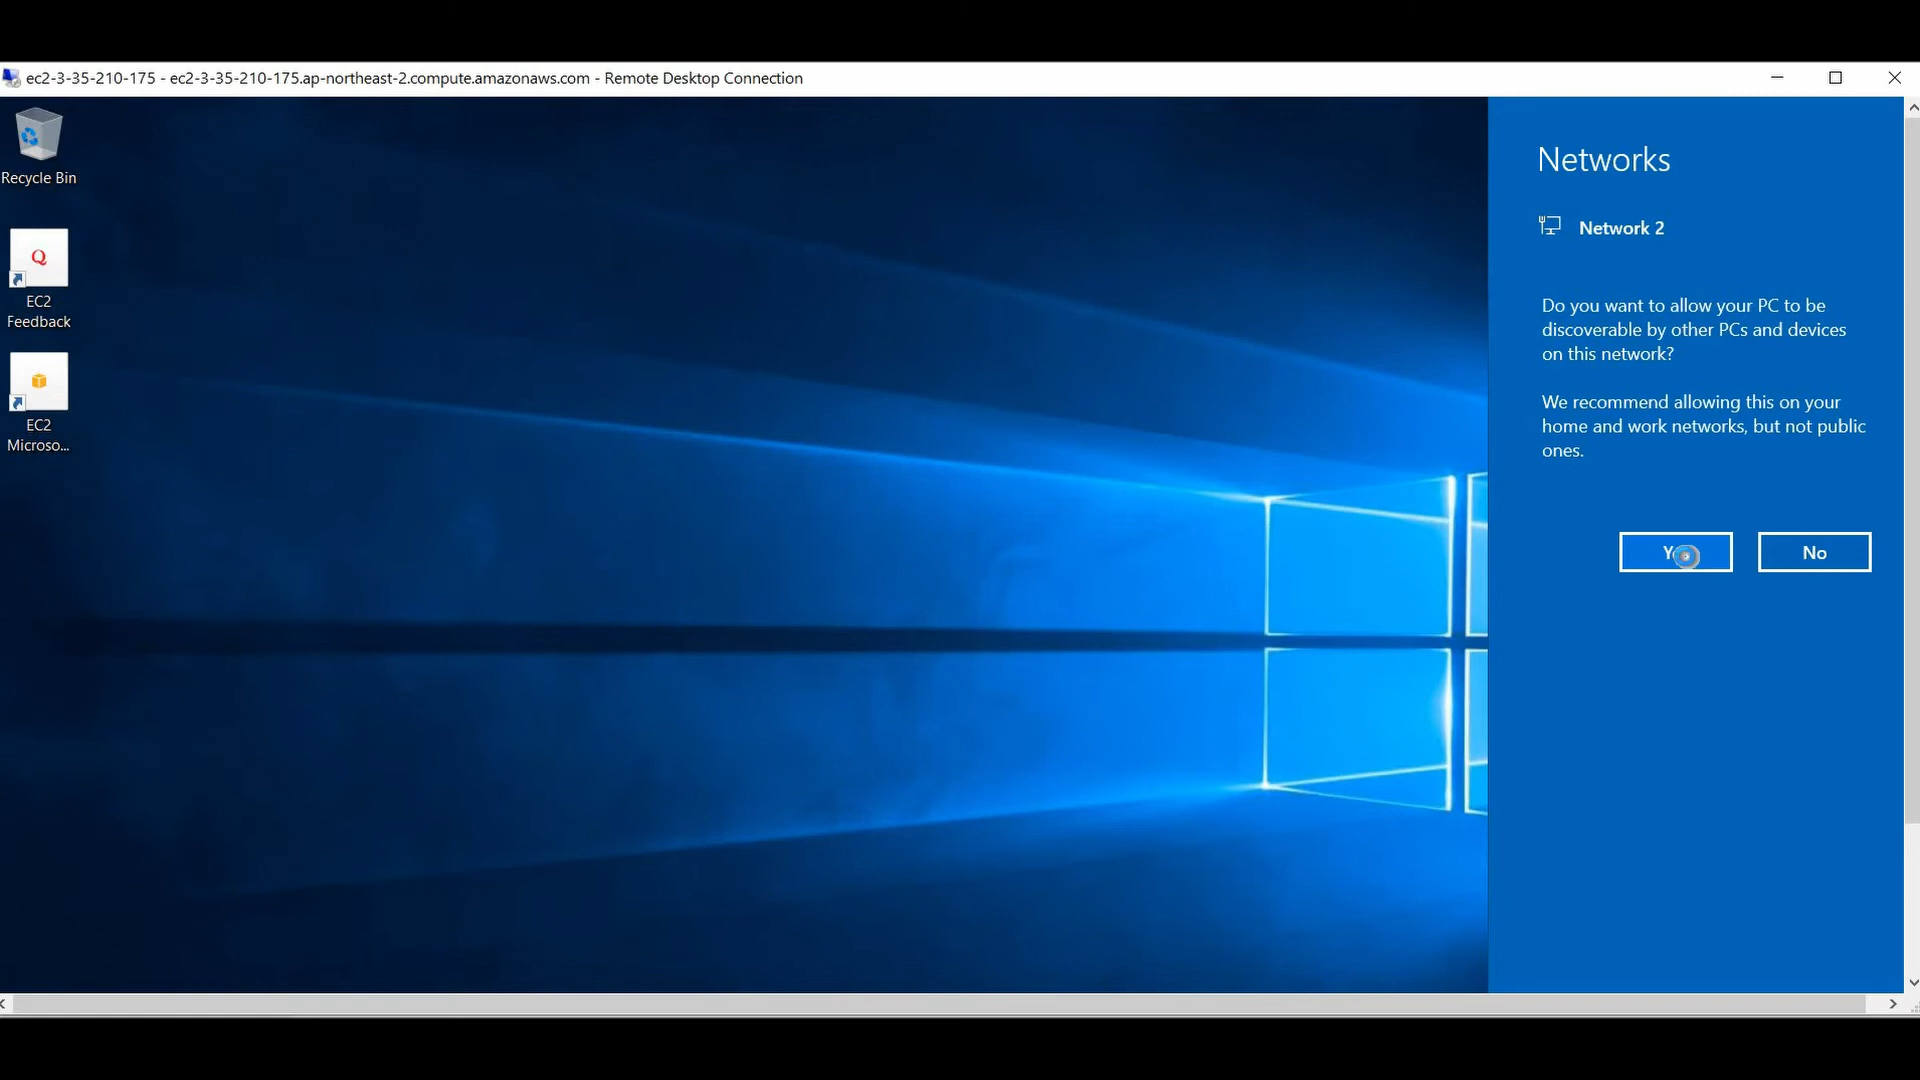 ec2-3-35-210-175 - ec2-3-35-210-175.ap-northeast-2.compute.amazonaws.com - Remote Desktop Connection
Recycle Bin
Q
EC2
Feedback
EC2
Microso...
Networks
Network 2
Do you want to allow your PC to be
discoverable by other PCs and devices
on this network?
We recommend allowing this on your
home and work networks, but not public
ones.
No